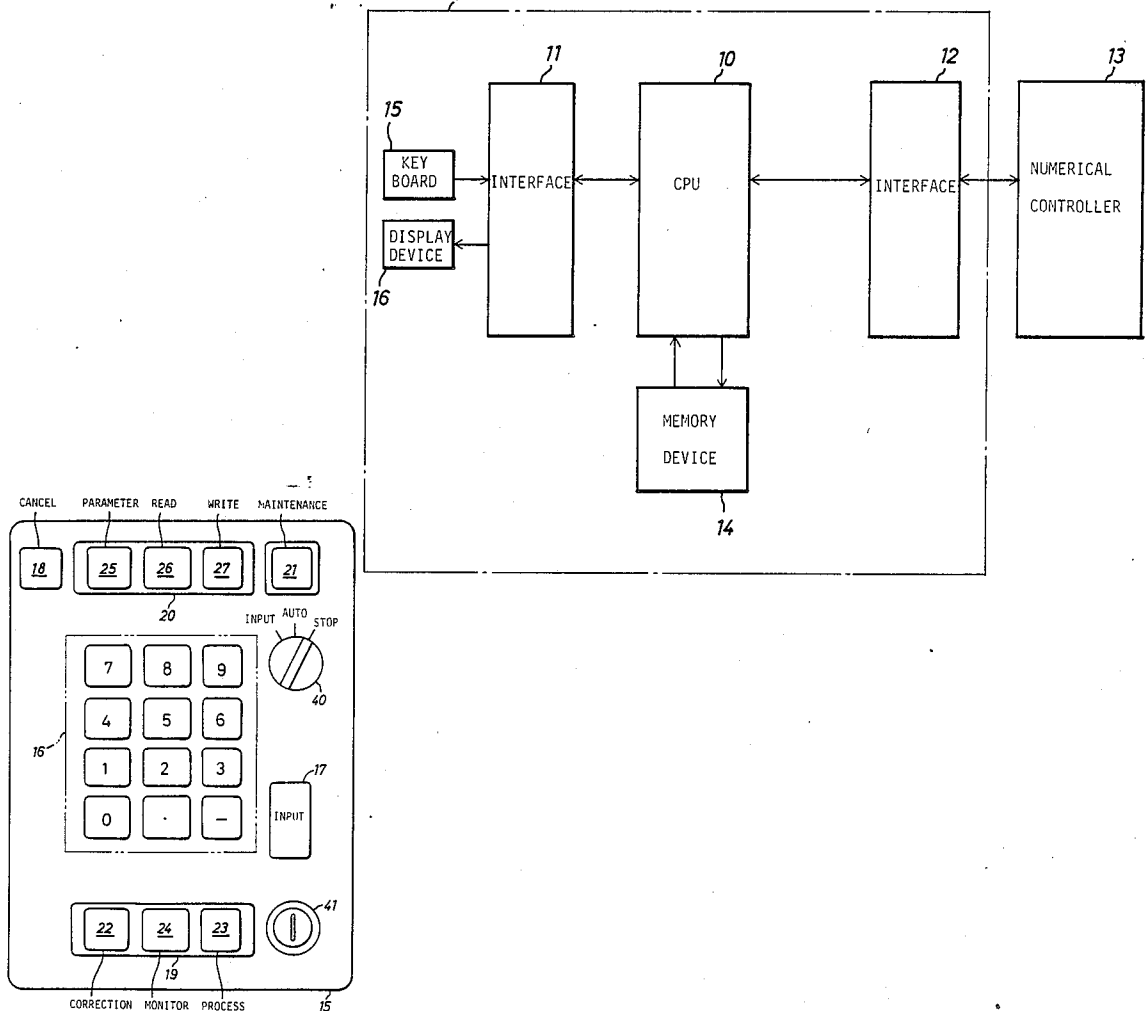 11
10
12
13
15
KEY
BOARD
INTERFACE
CPU
INTERFACE
NUMERICAL
CONTROLLER
DISPLAY
DEVICE
16
MEMORY
DEVICE
14
CANCEL PARAMETER READ WRITE MAINTENANCE
18 25 26 27 21
20
INPUT AUTO STOP
40
7 8 9
4 5 6
16
1 2 3
17
INPUT
0 . —
41
22 24 23
19
CORRECTION MONITOR PROCESS 15